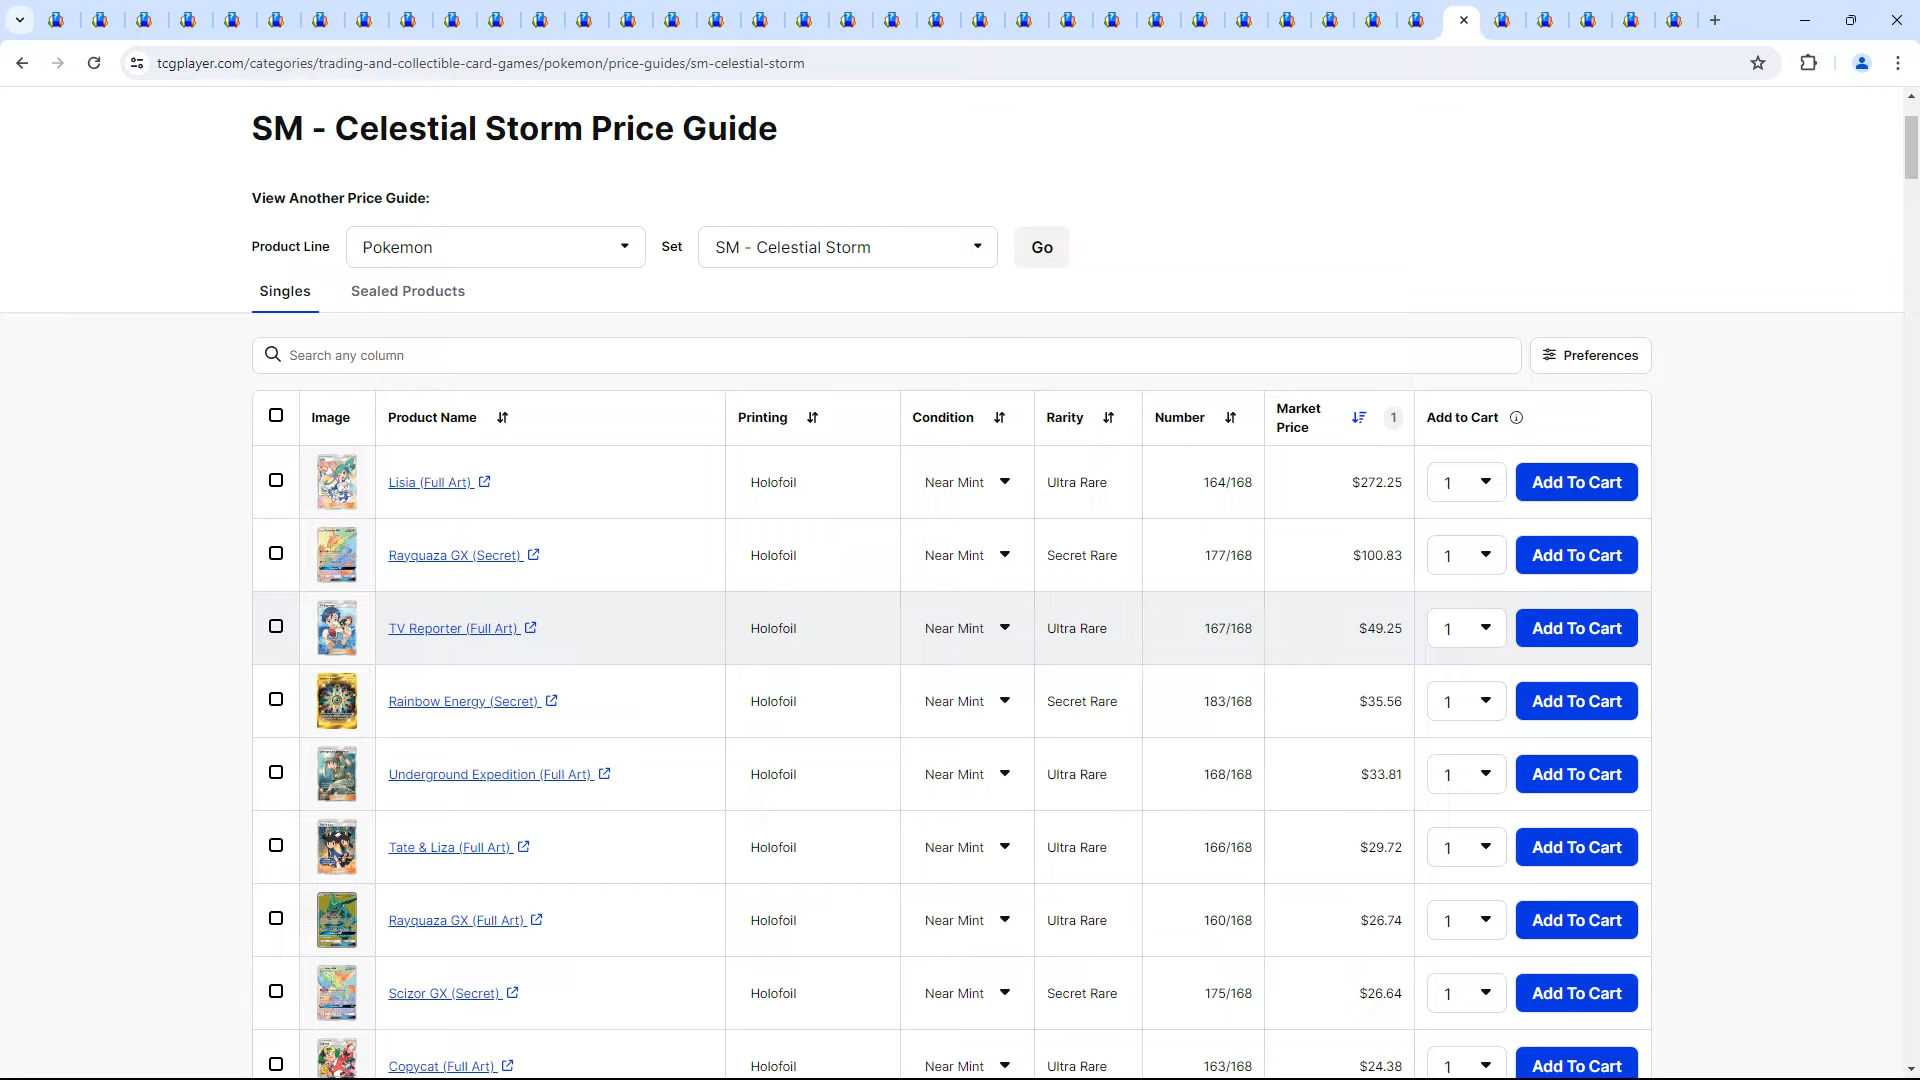 tcgplayer.com/categories/trading-and-collectible-card-games/pokemon/price-guides/sm-celestial-storm
SM - Celestial Storm Price Guide
View Another Price Guide:
Product Line Pokemon Set SM - Celestial Storm Go
Singles Sealed Products
Search any column Preferences
Image Product Name Printing Condition Rarity Number Market Price 1 Add to Cart
Lisia (Full Art) Holofoil Near Mint Ultra Rare 164/168 $272.25 1 Add To Cart
Rayquaza GX (Secret) Holofoil Near Mint Secret Rare 177/168 $100.83 1 Add To Cart
TV Reporter (Full Art) Holofoil Near Mint Ultra Rare 167/168 $49.25 1 Add To Cart
Rainbow Energy (Secret) Holofoil Near Mint Secret Rare 183/168 $35.56 1 Add To Cart
Underground Expedition (Full Art) Holofoil Near Mint Ultra Rare 168/168 $33.81 1 Add To Cart
Tate & Liza (Full Art) Holofoil Near Mint Ultra Rare 166/168 $29.72 1 Add To Cart
Rayquaza GX (Full Art) Holofoil Near Mint Ultra Rare 160/168 $26.74 1 Add To Cart
Scizor GX (Secret) Holofoil Near Mint Secret Rare 175/168 $26.64 1 Add To Cart
Copycat (Full Art) Holofoil Near Mint Ultra Rare 163/168 $24.38 1 Add To Cart